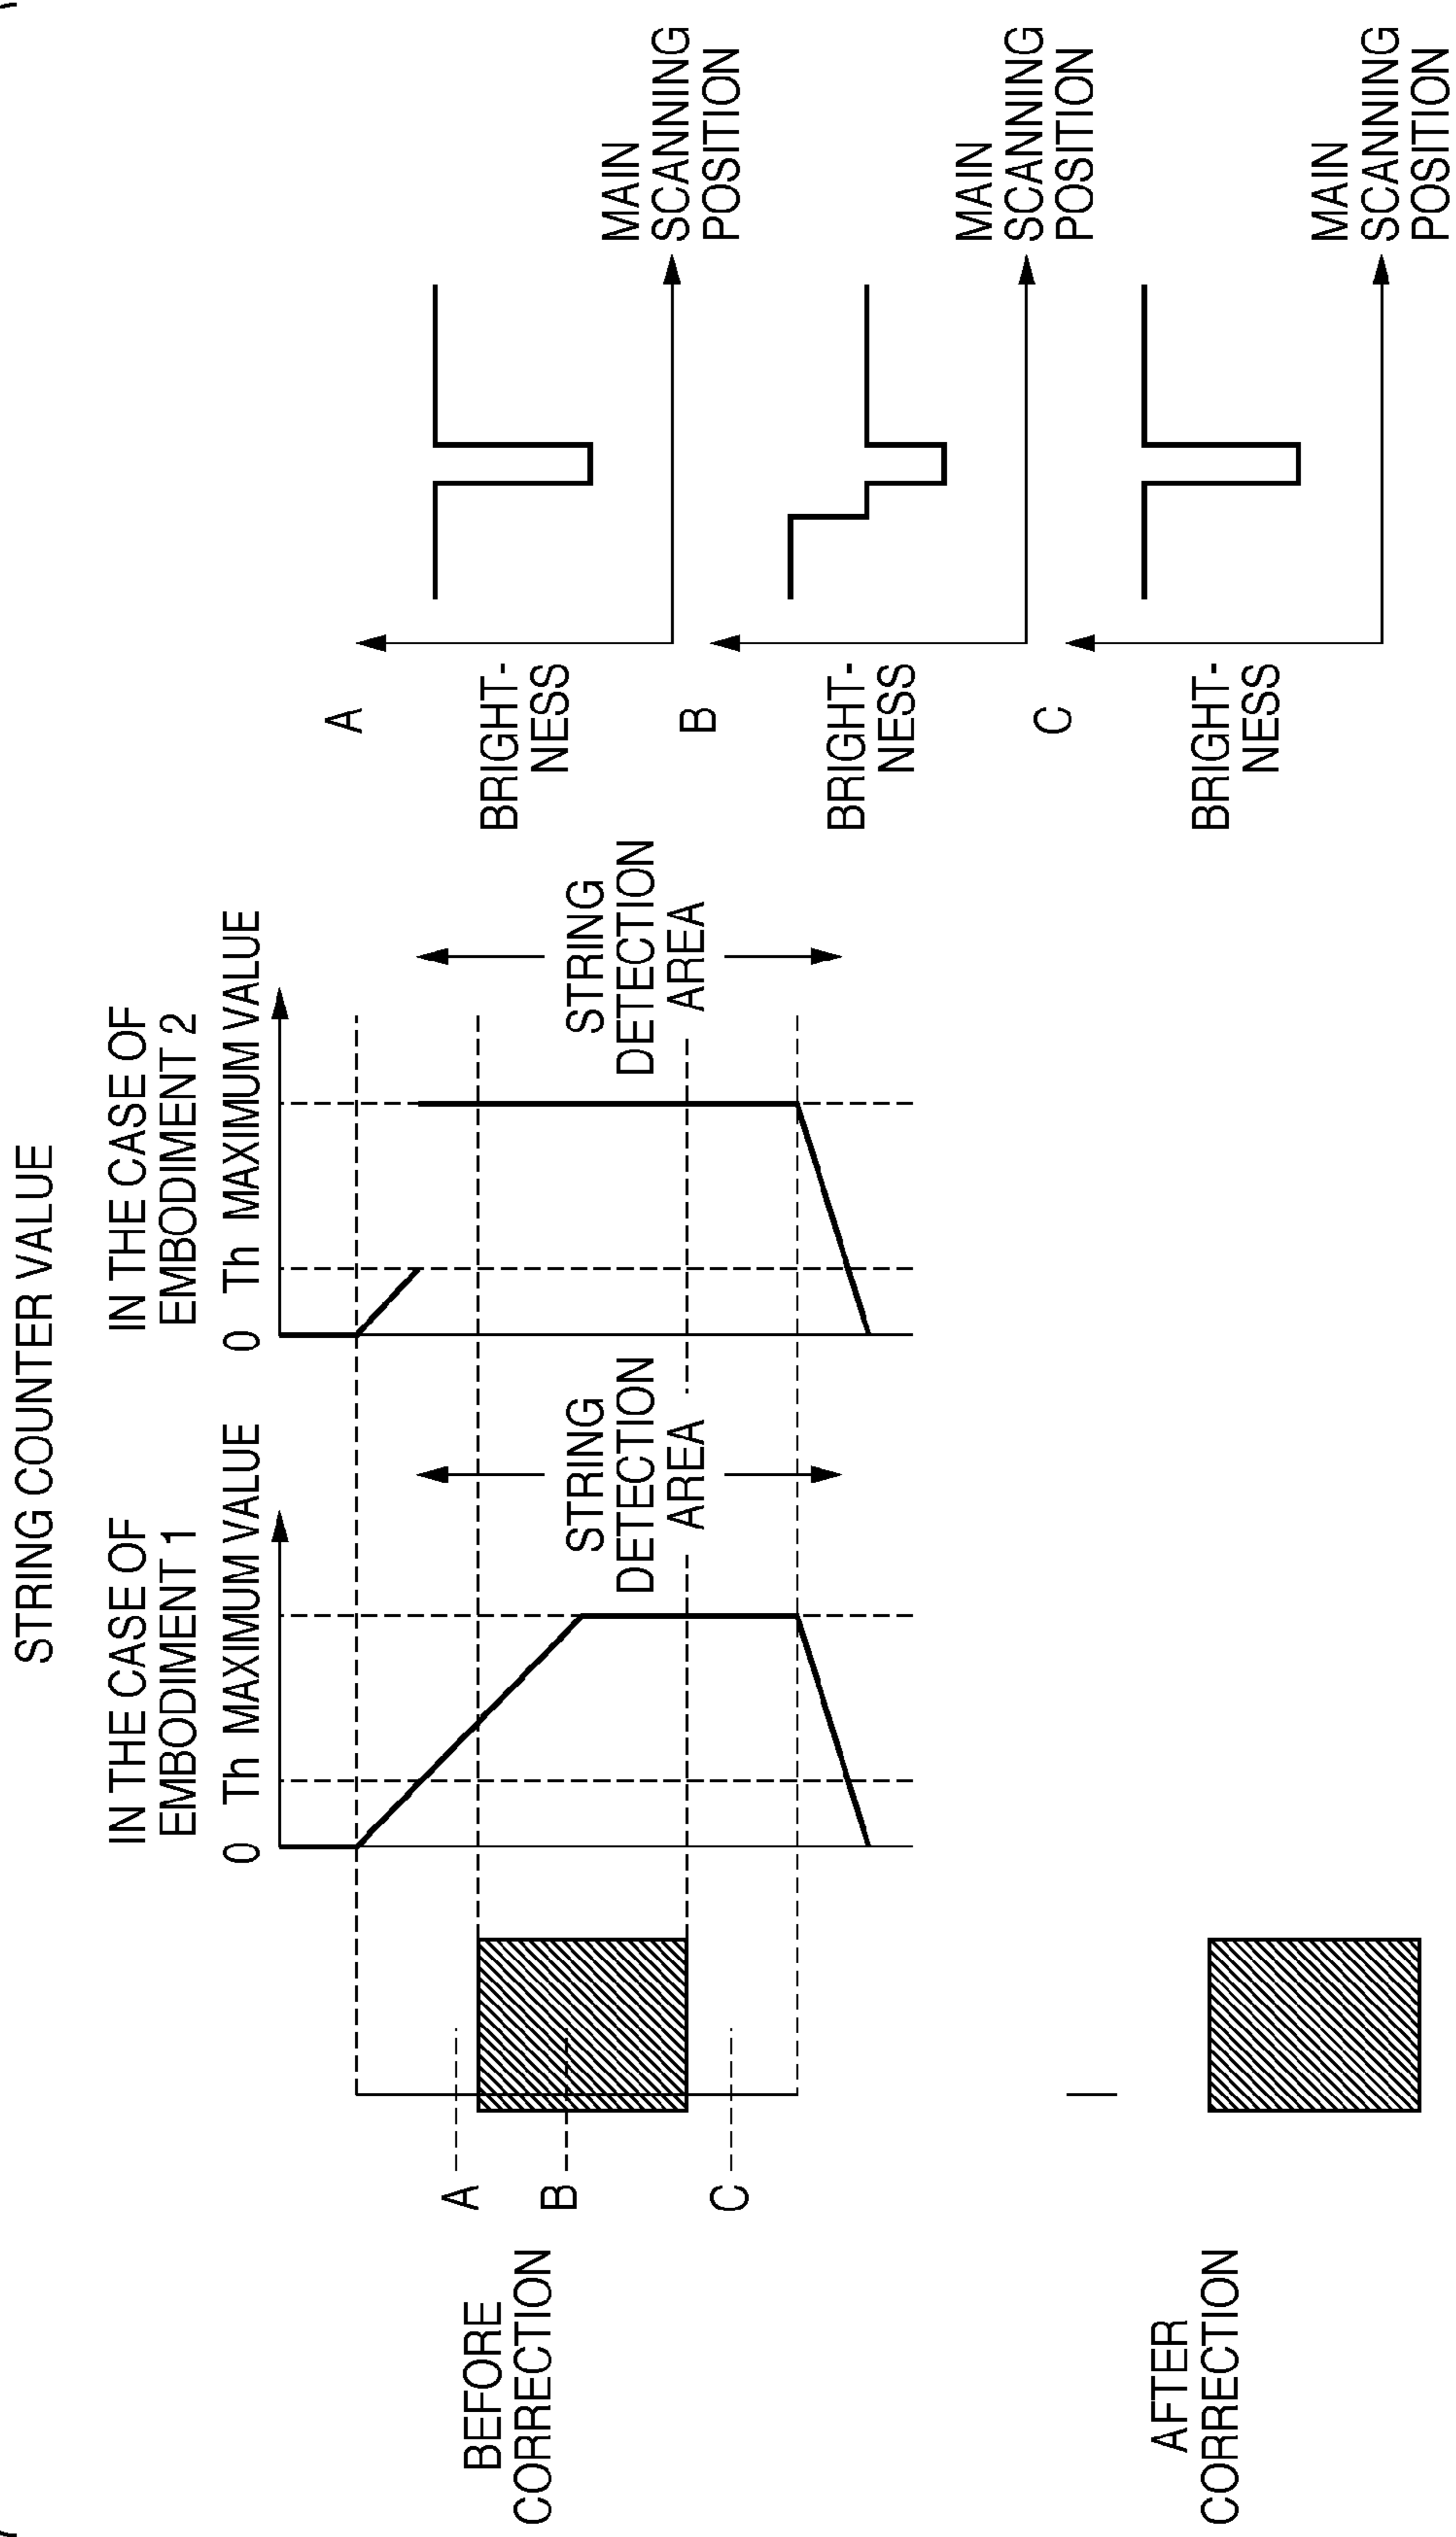 STRING COUNTER VALUE
IN THE CASE OF
EMBODIMENT 1
0 Th MAXIMUM VALUE
IN THE CASE OF
EMBODIMENT 2
0 Th MAXIMUM VALUE
BEFORE
CORRECTION
A
B
C
STRING
DETECTION
AREA
STRING
DETECTION
AREA
A
BRIGHT-
NESS
MAIN
SCANNING
POSITION
B
BRIGHT-
NESS
MAIN
SCANNING
POSITION
C
BRIGHT-
NESS
MAIN
SCANNING
POSITION
AFTER
CORRECTION